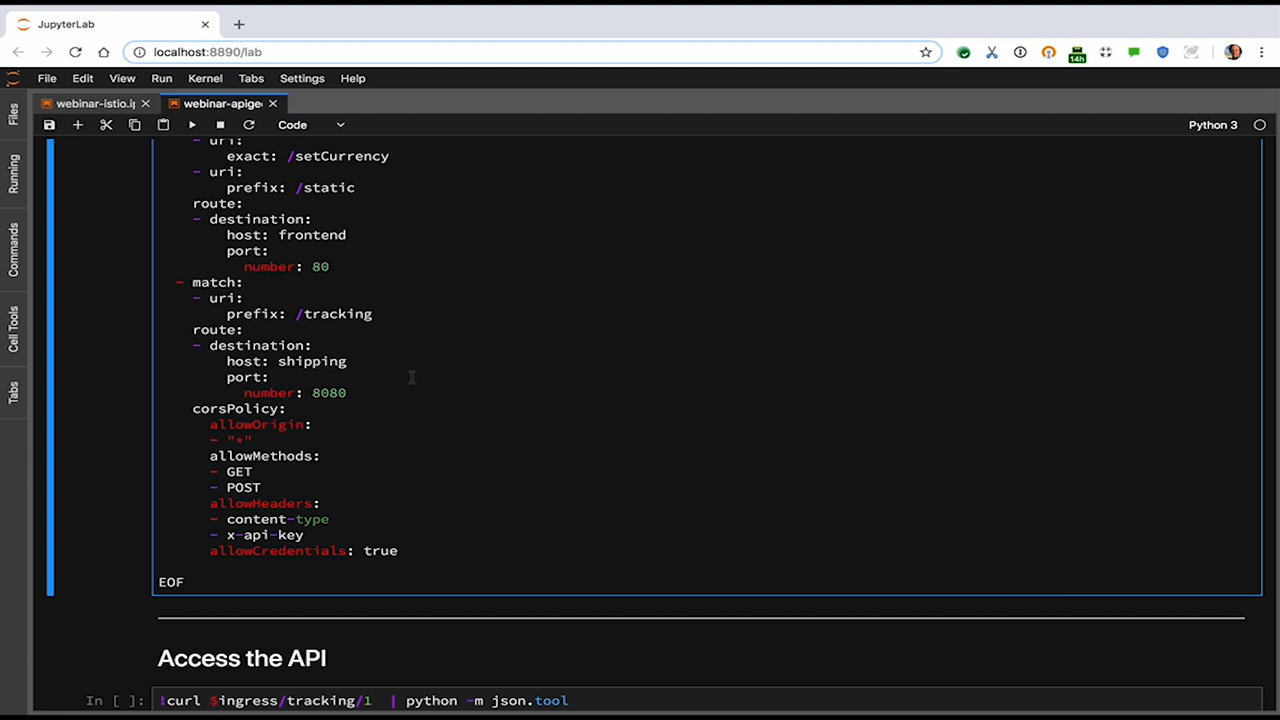 JupyterLab
localhost:8890/lab
14h
File Edit View Run Kernel Tabs Settings Help
webinar-istio.i webinar-apige
Code Python 3
Files
Running
Commands
Cell Tools
Tabs
- uri:
exact: /setCurrency
- uri:
prefix: /static
route:
- destination:
host: frontend
port:
number: 80
- match:
- uri:
prefix: /tracking
route:
- destination:
host: shipping
port:
number: 8080
corsPolicy:
allowOrigin:
- "*"
allowMethods:
- GET
- POST
allowHeaders:
- content-type
- x-api-key
allowCredentials: true
EOF
Access the API
In [ ]: !curl $ingress/tracking/1 | python -m json.tool